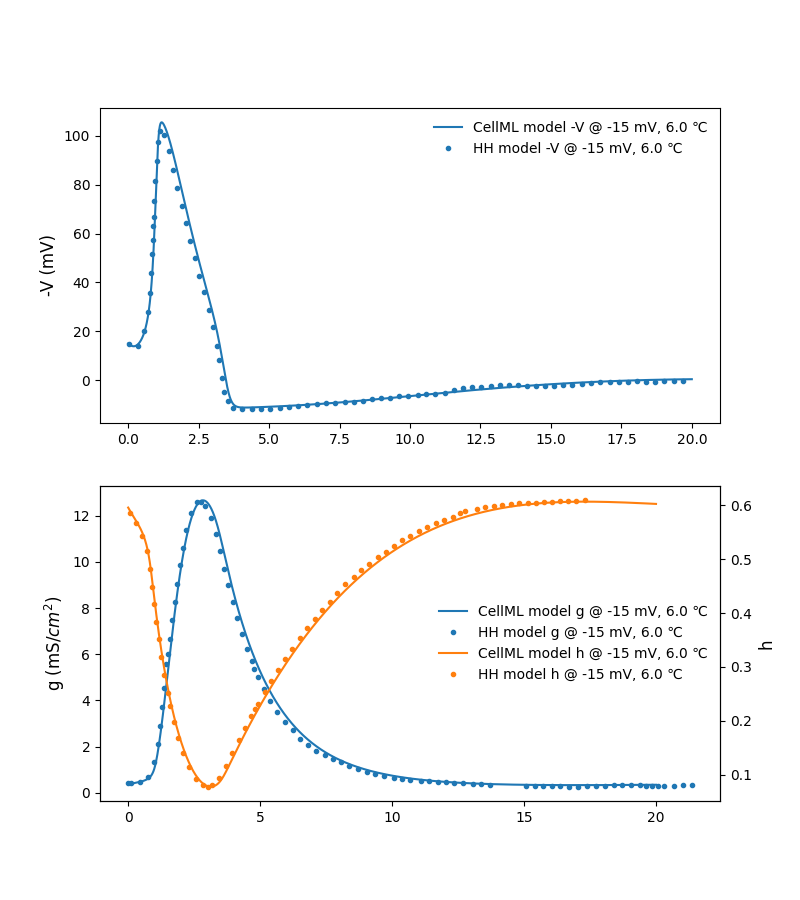 CellML model -V @ -15 mV, 6.0 ℃
HH model -V @ -15 mV, 6.0 ℃
100
80
60
40
20
0
-V (mV)
0.0 2.5 5.0 7.5 10.0 12.5 15.0 17.5 20.0
12
10
8
6
4
2
0
g (mS/cm²)
CellML model g @ -15 mV, 6.0 ℃
HH model g @ -15 mV, 6.0 ℃
CellML model h @ -15 mV, 6.0 ℃
HH model h @ -15 mV, 6.0 ℃
0.6
0.5
0.4
0.3
0.2
0.1
h
0 5 10 15 20